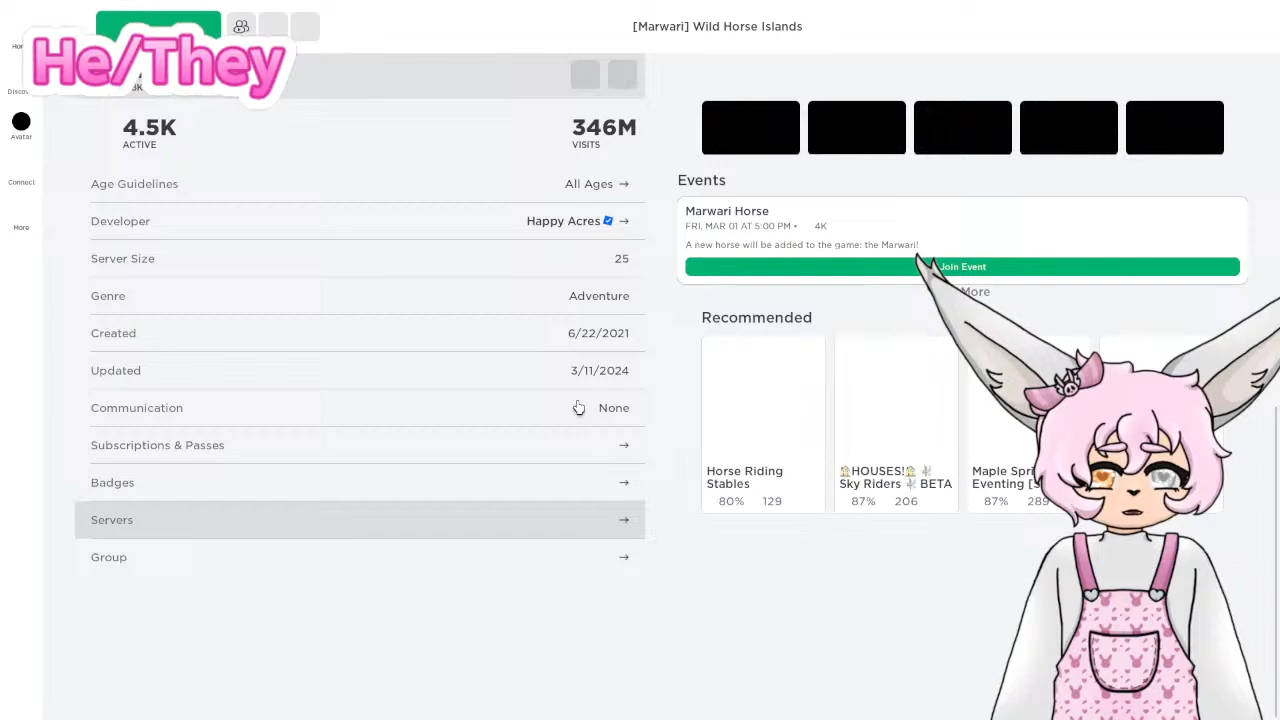 [Marwari] Wild Horse Islands
He/They
Avatar
Connect
More
4.5K
ACTIVE
346M
VISITS
Age Guidelines All Ages →
Developer Happy Acres →
Server Size 25
Genre Adventure
Created 6/22/2021
Updated 3/11/2024
Communication None
Subscriptions & Passes →
Badges →
Servers →
Group →
Events
Marwari Horse
FRI, MAR 01 AT 5:00 PM • 4K
A new horse will be added to the game: the Marwari!
Join Event
More
Recommended
Horse Riding
Stables
80% 129
🏠HOUSES!🏠
Sky Riders BETA
87% 206
Maple
Eventing
87% 289